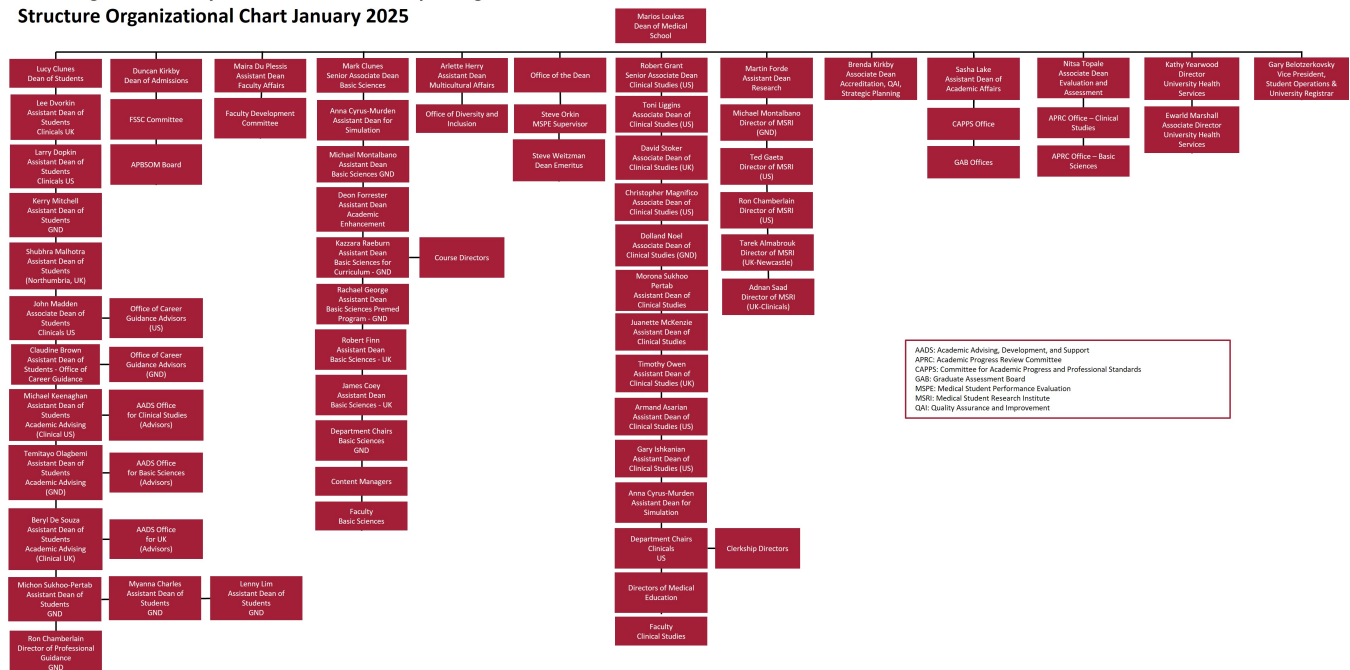 Structure Organizational Chart January 2025
Marios Loukas
Dean of Medical
School
Lucy Clunes
Dean of Students
Lee Dvorkin
Assistant Dean of
Students
Clinicals UK
Larry Dopkin
Assistant Dean of
Students
Clinicals US
Kerry Mitchell
Assistant Dean of
Students
GND
Shubhra Malhotra
Assistant Dean of
Students
(Northumbria, UK)
John Madden
Associate Dean of
Students
Clinicals US
Office of Career
Guidance Advisors
(US)
Claudine Brown
Assistant Dean of
Students - Office of
Career Guidance
Office of Career
Guidance Advisors
(GND)
Michael Keenaghan
Assistant Dean of
Students
Academic Advising
(Clinical US)
AADS Office
for Clinical Studies
(Advisors)
Temitayo Olagbemi
Assistant Dean of
Students
Academic Advising
(GND)
AADS Office
for Basic Sciences
(Advisors)
Beryl De Souza
Assistant Dean of
Students
Academic Advising
(Clinical UK)
AADS Office
for UK
(Advisors)
Michon Sukhoo-Pertab
Assistant Dean of
Students
GND
Myanna Charles
Assistant Dean of
Students
GND
Lenny Lim
Assistant Dean of
Students
GND
Ron Chamberlain
Director of Professional
Guidance
GND
Duncan Kirkby
Dean of Admissions
FSSC Committee
APBSOM Board
Maira Du Plessis
Assistant Dean
Faculty Affairs
Faculty Development
Committee
Mark Clunes
Senior Associate Dean
Basic Sciences
Anna Cyrus-Murden
Assistant Dean for
Simulation
Michael Montalbano
Assistant Dean
Basic Sciences GND
Deon Forrester
Assistant Dean
Academic
Enhancement
Kazzara Raeburn
Assistant Dean
Basic Sciences for
Curriculum - GND
Course Directors
Rachael George
Assistant Dean
Basic Sciences Premed
Program - GND
Robert Finn
Assistant Dean
Basic Sciences - UK
James Coey
Assistant Dean
Basic Sciences - UK
Department Chairs
Basic Sciences
GND
Content Managers
Faculty
Basic Sciences
Arlette Herry
Assistant Dean
Multicultural Affairs
Office of Diversity and
Inclusion
Office of the Dean
Steve Orkin
MSPE Supervisor
Steve Weitzman
Dean Emeritus
Robert Grant
Senior Associate Dean
Clinical Studies (US)
Toni Liggins
Associate Dean of
Clinical Studies (US)
David Stoker
Associate Dean of
Clinical Studies (UK)
Christopher Magnifico
Associate Dean of
Clinical Studies (US)
Dolland Noel
Associate Dean of
Clinical Studies (GND)
Morona Sukhoo
Pertab
Assistant Dean of
Clinical Studies
Juanette McKenzie
Assistant Dean of
Clinical Studies
Timothy Owen
Assistant Dean of
Clinical Studies (UK)
Armand Asarian
Assistant Dean of
Clinical Studies (US)
Gary Ishkanian
Assistant Dean of
Clinical Studies (US)
Anna Cyrus-Murden
Assistant Dean for
Simulation
Department Chairs
Clinicals
US
Clerkship Directors
Directors of Medical
Education
Faculty
Clinical Studies
Martin Forde
Assistant Dean
Research
Michael Montalbano
Director of MSRI
(GND)
Ted Gaeta
Director of MSRI
(US)
Ron Chamberlain
Director of MSRI
(US)
Tarek Almabrouk
Director of MSRI
(UK-Newcastle)
Adnan Saad
Director of MSRI
(UK-Clinicals)
Brenda Kirkby
Associate Dean
Accreditation, QAI,
Strategic Planning
Sasha Lake
Assistant Dean of
Academic Affairs
CAPPS Office
GAB Offices
Nitsa Topale
Associate Dean
Evaluation and
Assessment
APRC Office – Clinical
Studies
APRC Office – Basic
Sciences
Kathy Yearwood
Director
University Health
Services
Ewarld Marshall
Associate Director
University Health
Services
Gary Belotzerkovsky
Vice President,
Student Operations &
University Registrar
AADS: Academic Advising, Development, and Support
APRC: Academic Progress Review Committee
CAPPS: Committee for Academic Progress and Professional Standards
GAB: Graduate Assessment Board
MSPE: Medical Student Performance Evaluation
MSRI: Medical Student Research Institute
QAI: Quality Assurance and Improvement